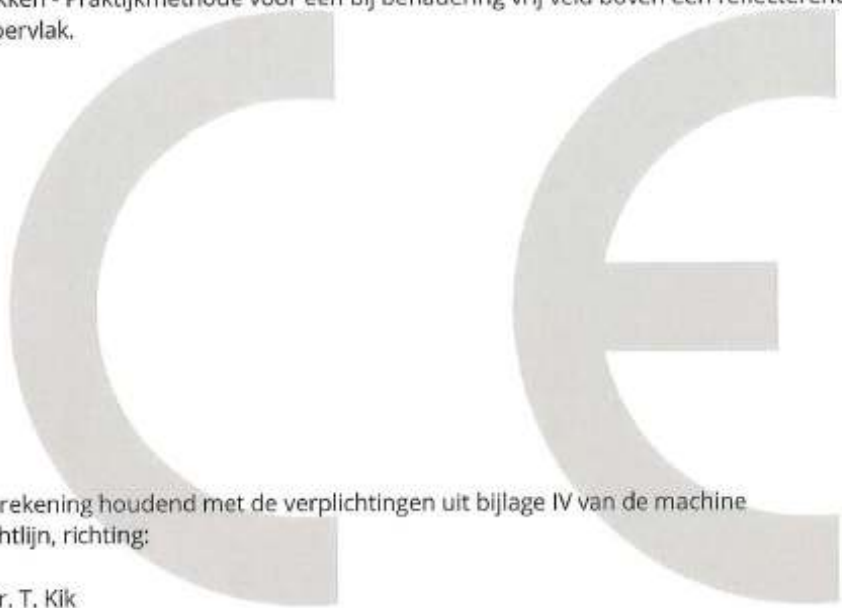 kken - Praktijkmethode voor een bij benadering vrij veld boven een reflecterend
pervlak.
CE
rekening houdend met de verplichtingen uit bijlage IV van de machine
htlijn, richting:
r. T. Kik